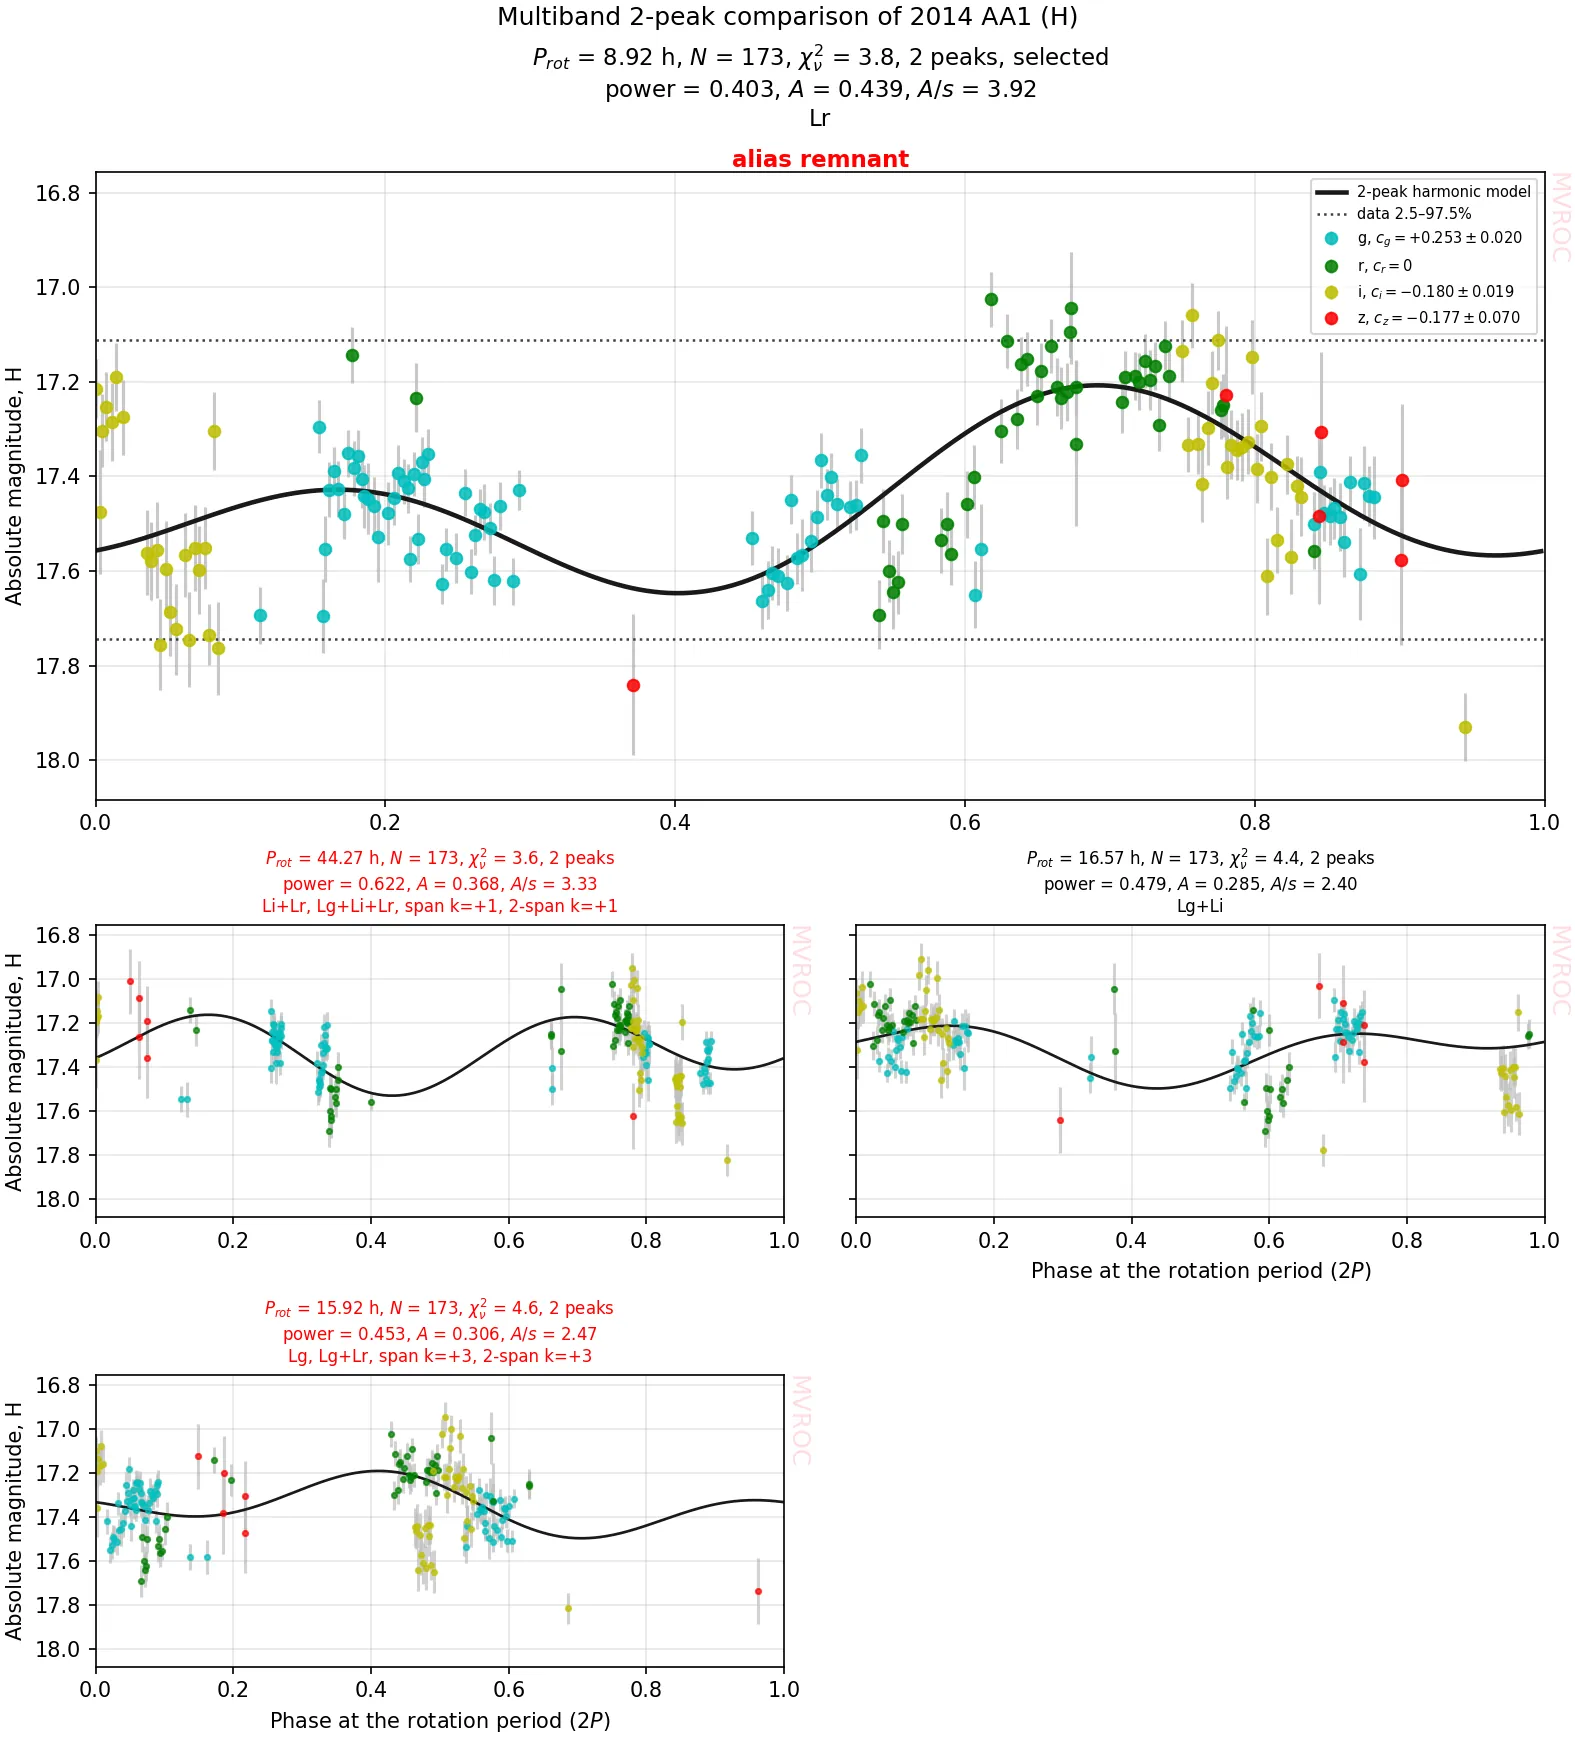 Multiband 2-peak comparison of 2014 AA1 (H)
P_rot = 8.92 h, N = 173, χ²_ν = 3.8, 2 peaks, selected
power = 0.403, A = 0.439, A/s = 3.92
Lr
alias remnant
Absolute magnitude, H
16.8
17.0
17.2
17.4
17.6
17.8
18.0
0.0 0.2 0.4 0.6 0.8 1.0
2-peak harmonic model
data 2.5–97.5%
g, c_g = +0.253 ± 0.020
r, c_r = 0
i, c_i = −0.180 ± 0.019
z, c_z = −0.177 ± 0.070
MVROC
P_rot = 44.27 h, N = 173, χ²_ν = 3.6, 2 peaks
power = 0.622, A = 0.368, A/s = 3.33
Li+Lr, Lg+Li+Lr, span k=+1, 2-span k=+1
Absolute magnitude, H
16.8
17.0
17.2
17.4
17.6
17.8
18.0
0.0 0.2 0.4 0.6 0.8 1.0
MVROC
P_rot = 16.57 h, N = 173, χ²_ν = 4.4, 2 peaks
power = 0.479, A = 0.285, A/s = 2.40
Lg+Li
0.0 0.2 0.4 0.6 0.8 1.0
Phase at the rotation period (2P)
MVROC
P_rot = 15.92 h, N = 173, χ²_ν = 4.6, 2 peaks
power = 0.453, A = 0.306, A/s = 2.47
Lg, Lg+Lr, span k=+3, 2-span k=+3
Absolute magnitude, H
16.8
17.0
17.2
17.4
17.6
17.8
18.0
0.0 0.2 0.4 0.6 0.8 1.0
Phase at the rotation period (2P)
MVROC